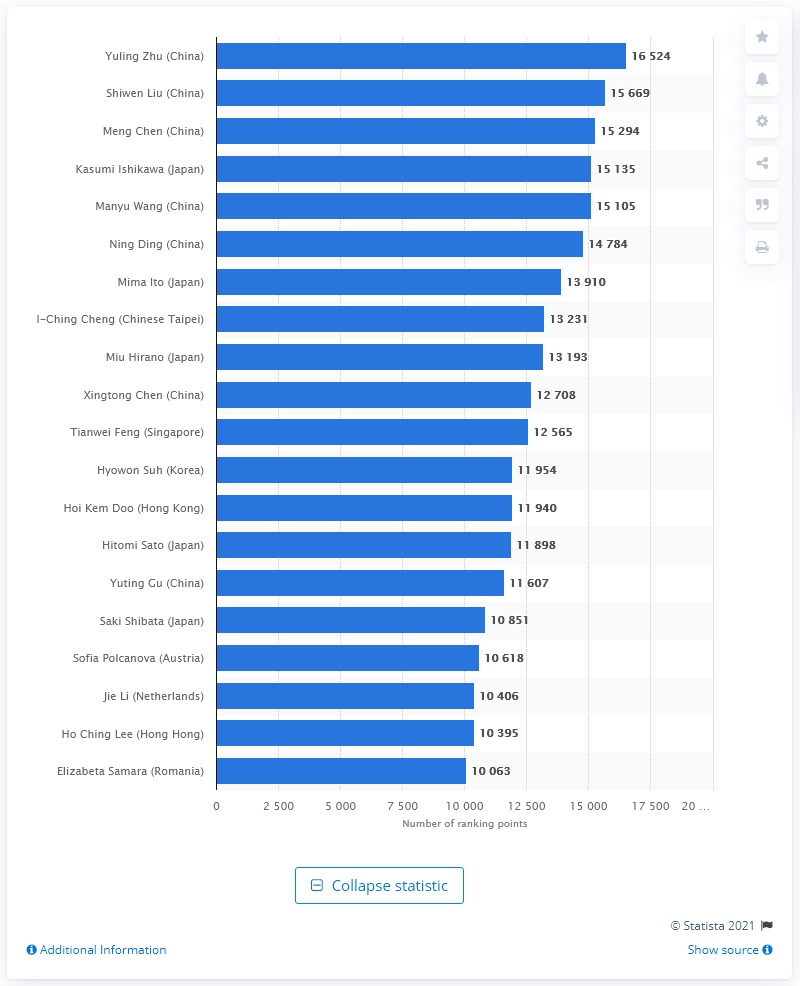 Yuling Zhu (China) 16 524
Shiwen Liu (China) 15 669
Meng Chen (China) 15 294
Kasumi Ishikawa (Japan) 15 135
Manyu Wang (China) 15 105
Ning Ding (China) 14 784
Mima Ito (Japan) 13 910
I-Ching Cheng (Chinese Taipei) 13 231
Miu Hirano (Japan) 13 193
Xingtong Chen (China) 12 708
Tianwei Feng (Singapore) 12 565
Hyowon Suh (Korea) 11 954
Hoi Kem Doo (Hong Kong) 11 940
Hitomi Sato (Japan) 11 898
Yuting Gu (China) 11 607
Saki Shibata (Japan) 10 851
Sofia Polcanova (Austria) 10 618
Jie Li (Netherlands) 10 406
Ho Ching Lee (Hong Hong) 10 395
Elizabeta Samara (Romania) 10 063
0 2 500 5 000 7 500 10 000 12 500 15 000 17 500 20 ...
Number of ranking points
Collapse statistic
© Statista 2021
Additional Information Show source